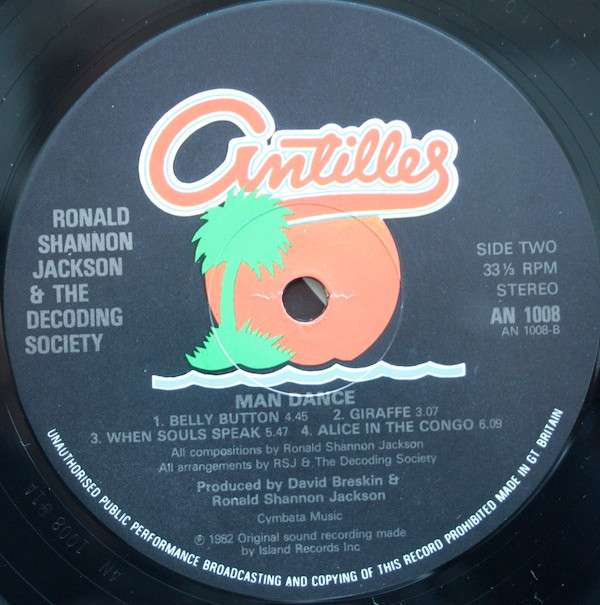 antilles
RONALD
SHANNON
JACKSON
& THE
DECODING
SOCIETY
SIDE TWO
33 ⅓ RPM
STEREO
AN 1008
AN 1008-B
MAN DANCE
1. BELLY BUTTON 4.45 2. GIRAFFE 3.07
3. WHEN SOULS SPEAK 5.47 4. ALICE IN THE CONGO 6.09
All compositions by Ronald Shannon Jackson
All arrangements by RSJ & The Decoding Society
Produced by David Breskin &
Ronald Shannon Jackson
Cymbata Music
℗ 1982 Original sound recording made
by Island Records Inc
UNAUTHORISED PUBLIC PERFORMANCE BROADCASTING AND COPYING OF THIS RECORD PROHIBITED MADE IN GT BRITAIN